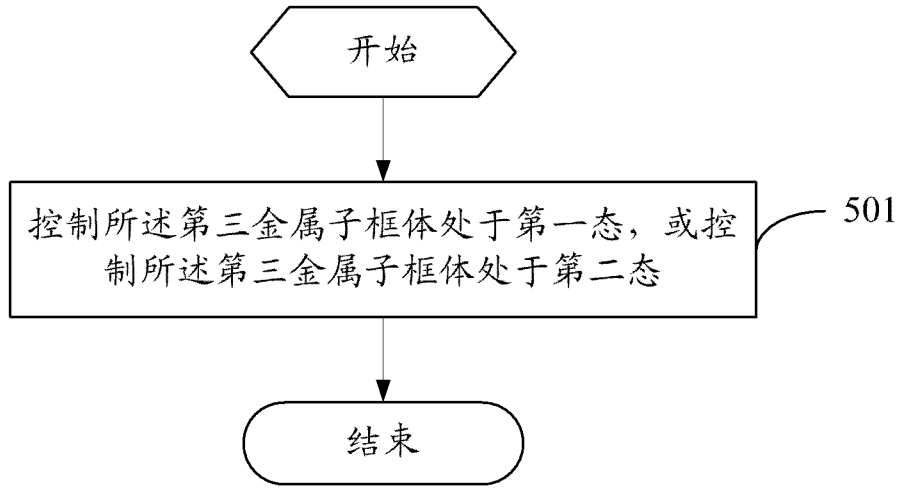 开始
控制所述第三金属子框体处于第一态，或控
制所述第三金属子框体处于第二态
501
结束